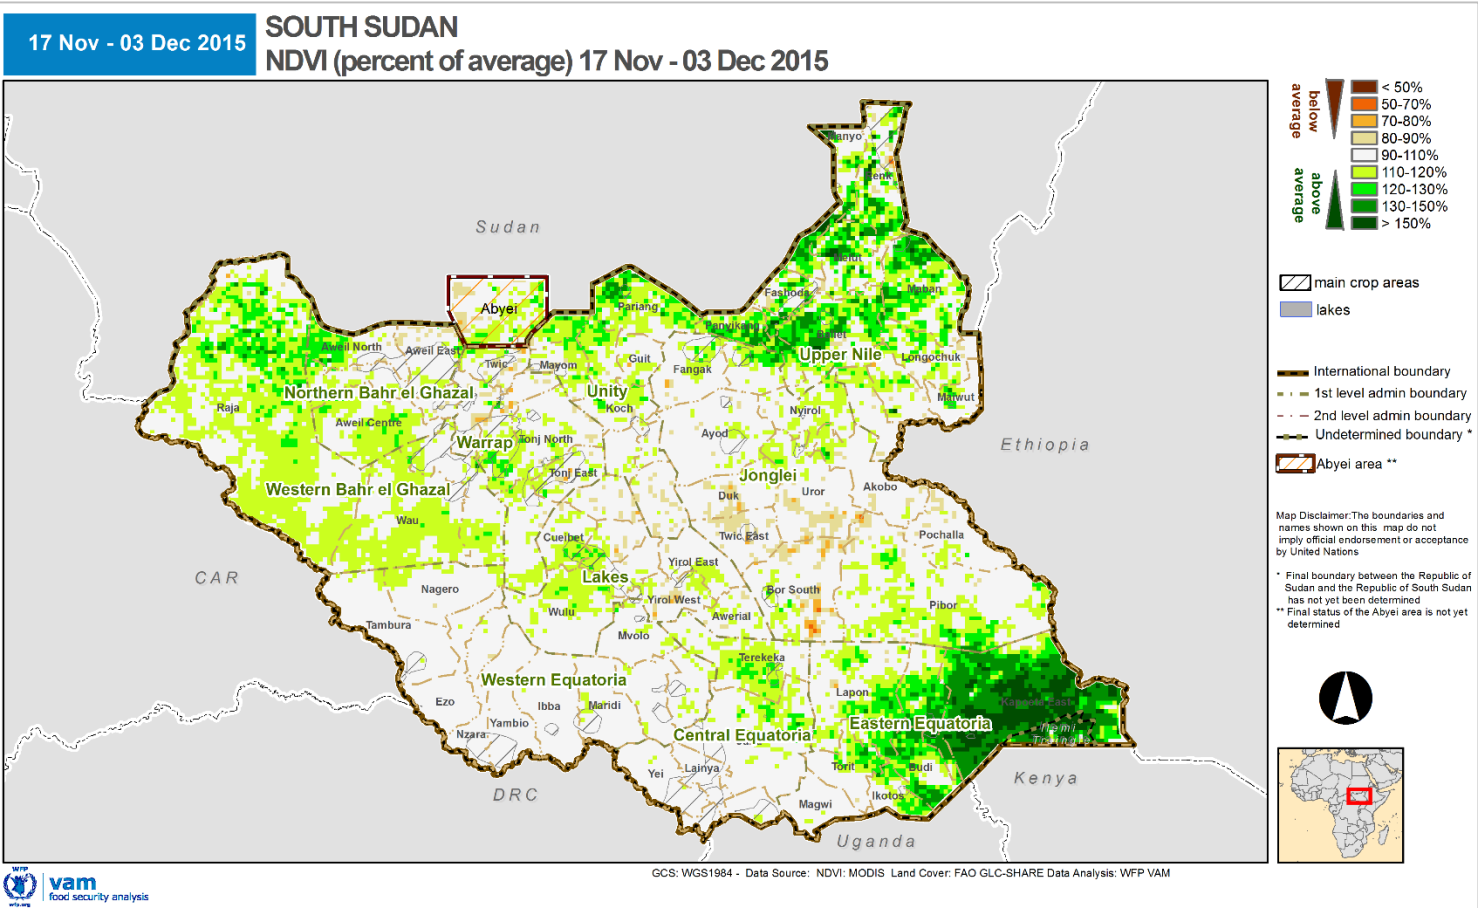 17 Nov - 03 Dec 2015
SOUTH SUDAN
NDVI (percent of average) 17 Nov - 03 Dec 2015
below average
above average
< 50%
50-70%
70-80%
80-90%
90-110%
110-120%
120-130%
130-150%
> 150%
main crop areas
lakes
International boundary
1st level admin boundary
2nd level admin boundary
Undetermined boundary *
Abyei area **
Map Disclaimer:The boundaries and
names shown on this map do not
imply official endorsement or acceptance
by United Nations
* Final boundary between the Republic of
Sudan and the Republic of South Sudan
has not yet been determined
** Final status of the Abyei area is not yet
determined
Manyo
Renk
Sudan
Melut
Abyei
Fashoda
Maban
Pariang
Panyikang
Baliet
Aweil North
Aweil East
Upper Nile
Longochuk
Twic
Mayom
Guit
Fangak
Northern Bahr el Ghazal
Unity
Maiwut
Raja
Koch
Nyirol
Aweil Centre
Ayod
Warrap
Tonj North
Ethiopia
Tonj East
Jonglei
Western Bahr el Ghazal
Duk
Uror
Akobo
Wau
Cueibet
Twic East
Pochalla
CAR
Lakes
Yirol East
Nagero
Yirol West
Bor South
Wulu
Awerial
Pibor
Tambura
Mvolo
Terekeka
Western Equatoria
Lapon
Ezo
Ibba
Maridi
Kapoeta East
Yambio
Eastern Equatoria
Nzara
Central Equatoria
Ilemi
Triangle
Yei
Lainya
Torit
Budi
Kenya
DRC
Ikotos
Magwi
Uganda
GCS: WGS1984 - Data Source: NDVI: MODIS Land Cover: FAO GLC-SHARE Data Analysis: WFP VAM
WFP
wfp.org
vam
food security analysis